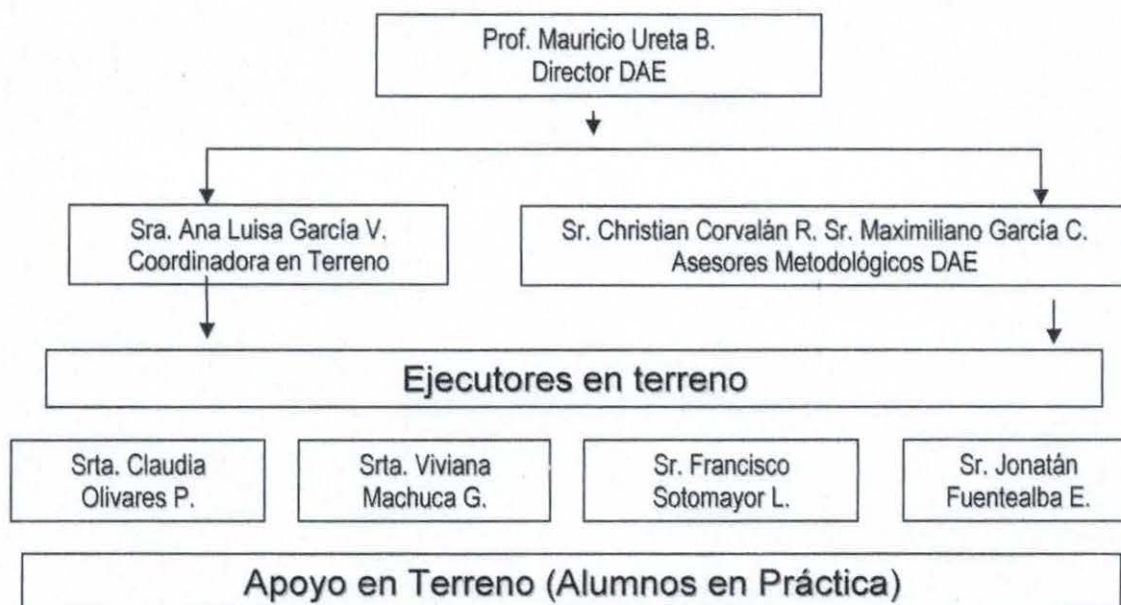 Prof. Mauricio Ureta B.
Director DAE
Sra. Ana Luisa García V.
Coordinadora en Terreno
Sr. Christian Corvalán R. Sr. Maximiliano García C.
Asesores Metodológicos DAE
Ejecutores en terreno
Srta. Claudia
Olivares P.
Srta. Viviana
Machuca G.
Sr. Francisco
Sotomayor L.
Sr. Jonatán
Fuentealba E.
Apoyo en Terreno (Alumnos en Práctica)